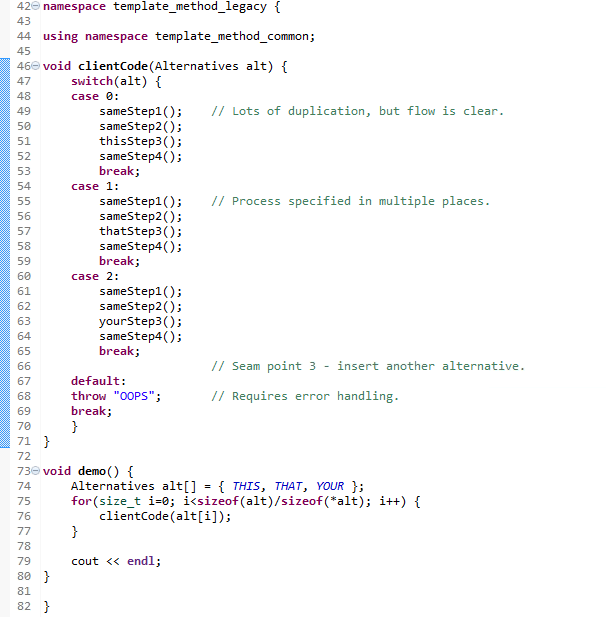 42 namespace template_method_legacy {
43
44 using namespace template_method_common;
45
46 void clientCode(Alternatives alt) {
47     switch(alt) {
48     case 0:
49         sameStep1();    // Lots of duplication, but flow is clear.
50         sameStep2();
51         thisStep3();
52         sameStep4();
53         break;
54     case 1:
55         sameStep1();    // Process specified in multiple places.
56         sameStep2();
57         thatStep3();
58         sameStep4();
59         break;
60     case 2:
61         sameStep1();
62         sameStep2();
63         yourStep3();
64         sameStep4();
65         break;
66                         // Seam point 3 - insert another alternative.
67     default:
68     throw "OOPS";       // Requires error handling.
69     break;
70     }
71 }
72
73 void demo() {
74     Alternatives alt[] = { THIS, THAT, YOUR };
75     for(size_t i=0; i<sizeof(alt)/sizeof(*alt); i++) {
76         clientCode(alt[i]);
77     }
78
79     cout << endl;
80 }
81
82 }